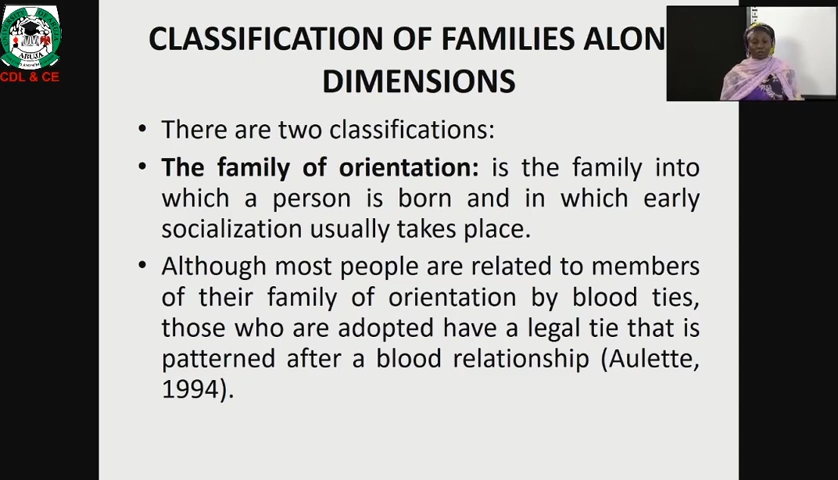 CLASSIFICATION OF FAMILIES ALON
DIMENSIONS
• There are two classifications:
• The family of orientation: is the family into
which a person is born and in which early
socialization usually takes place.
• Although most people are related to members
of their family of orientation by blood ties,
those who are adopted have a legal tie that is
patterned after a blood relationship (Aulette,
1994).
ABUJA
CDL & CE